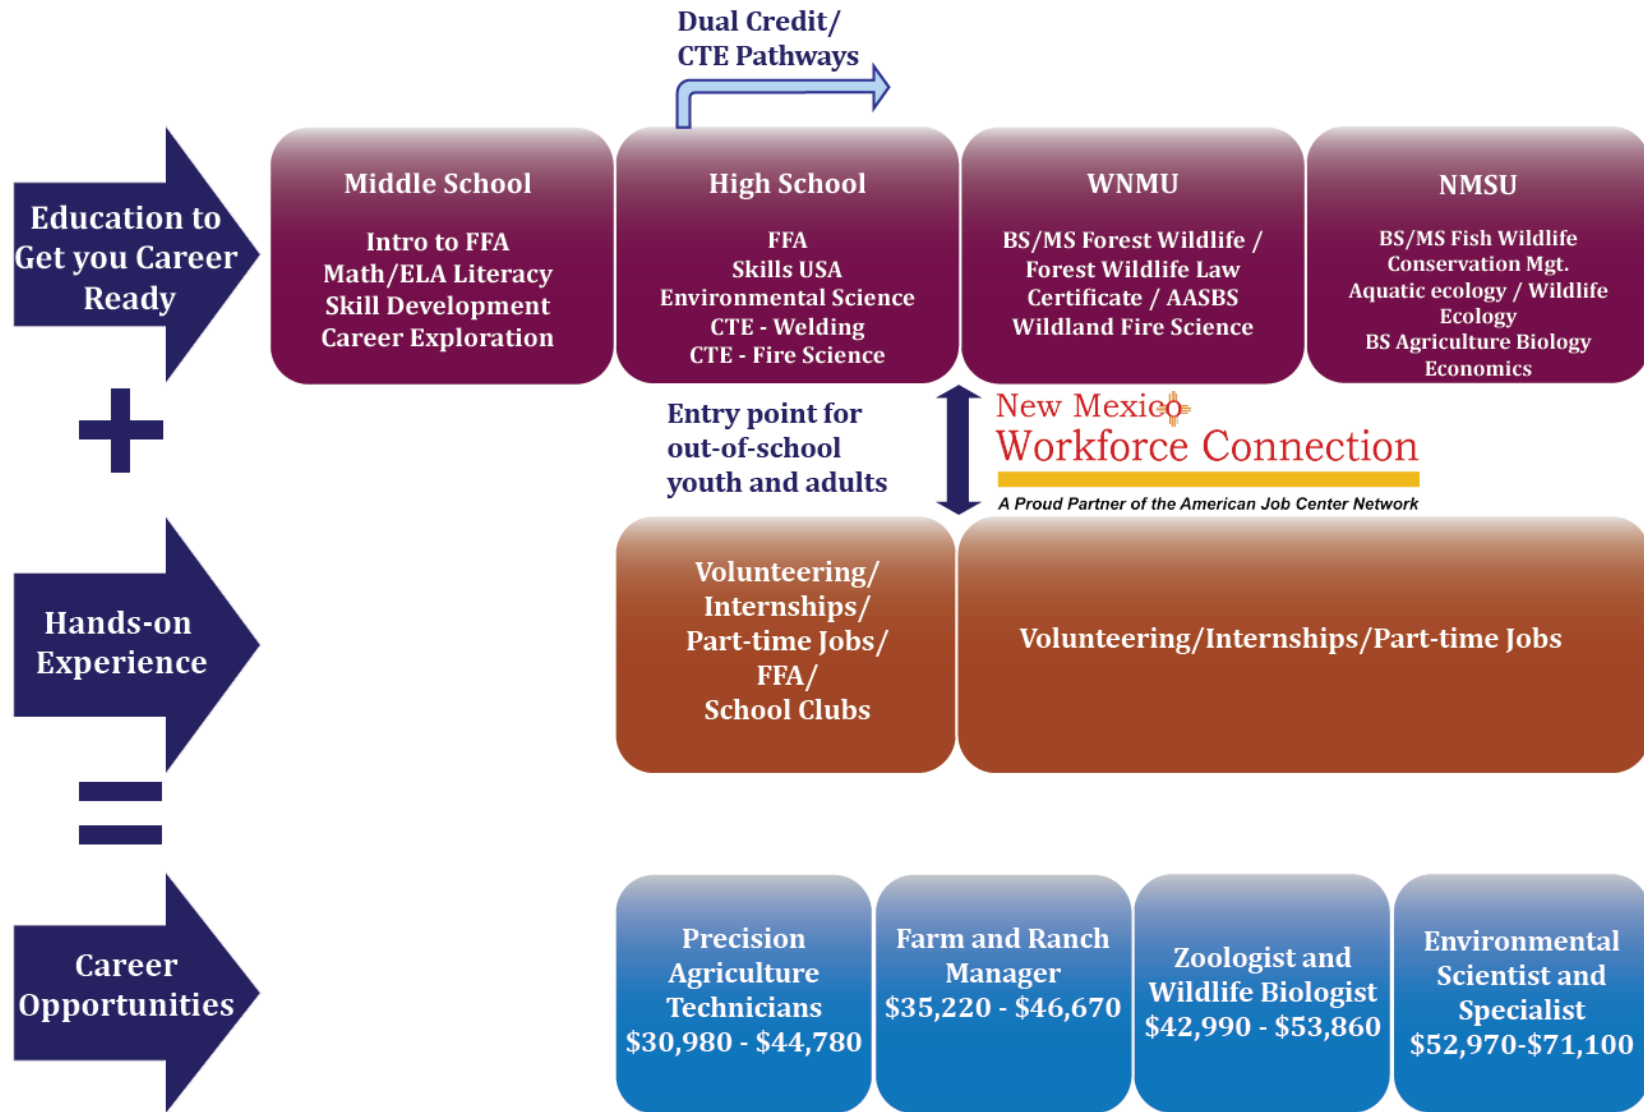 Dual Credit/
CTE Pathways
Education to
Get you Career
Ready
Middle School
Intro to FFA
Math/ELA Literacy
Skill Development
Career Exploration
High School
FFA
Skills USA
Environmental Science
CTE - Welding
CTE - Fire Science
WNMU
BS/MS Forest Wildlife /
Forest Wildlife Law
Certificate / AASBS
Wildland Fire Science
NMSU
BS/MS Fish Wildlife
Conservation Mgt.
Aquatic ecology / Wildlife
Ecology
BS Agriculture Biology
Economics
+
Entry point for
out-of-school
youth and adults
New Mexico
Workforce Connection
A Proud Partner of the American Job Center Network
Hands-on
Experience
Volunteering/
Internships/
Part-time Jobs/
FFA/
School Clubs
Volunteering/Internships/Part-time Jobs
=
Career
Opportunities
Precision
Agriculture
Technicians
$30,980 - $44,780
Farm and Ranch
Manager
$35,220 - $46,670
Zoologist and
Wildlife Biologist
$42,990 - $53,860
Environmental
Scientist and
Specialist
$52,970-$71,100